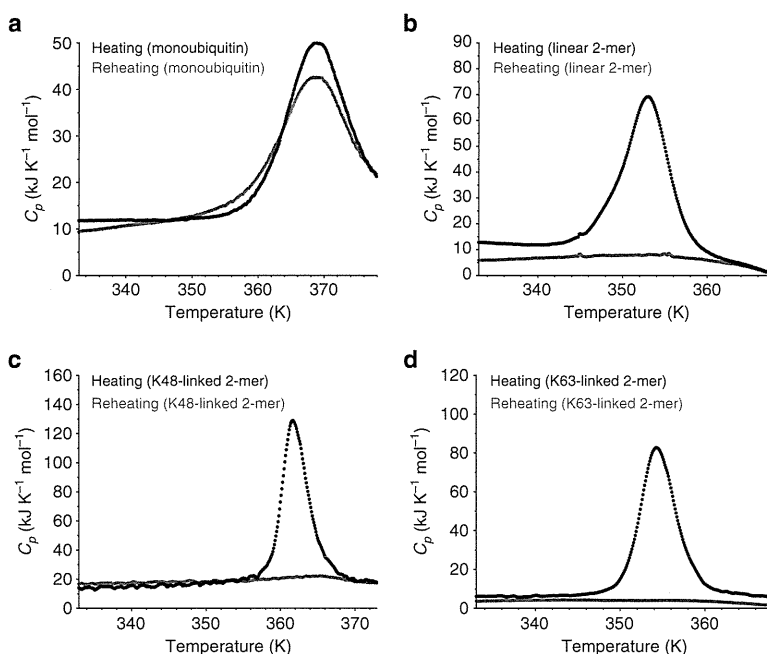 a
Heating (monoubiquitin)
Reheating (monoubiquitin)
50
40
30
20
10
0
Cp (kJ K⁻¹ mol⁻¹)
340 350 360 370
Temperature (K)
b
Heating (linear 2-mer)
Reheating (linear 2-mer)
90
80
70
60
50
40
30
20
10
0
Cp (kJ K⁻¹ mol⁻¹)
340 350 360
Temperature (K)
c
Heating (K48-linked 2-mer)
Reheating (K48-linked 2-mer)
160
140
120
100
80
60
40
20
0
Cp (kJ K⁻¹ mol⁻¹)
340 350 360 370
Temperature (K)
d
Heating (K63-linked 2-mer)
Reheating (K63-linked 2-mer)
120
100
80
60
40
20
0
Cp (kJ K⁻¹ mol⁻¹)
340 350 360
Temperature (K)